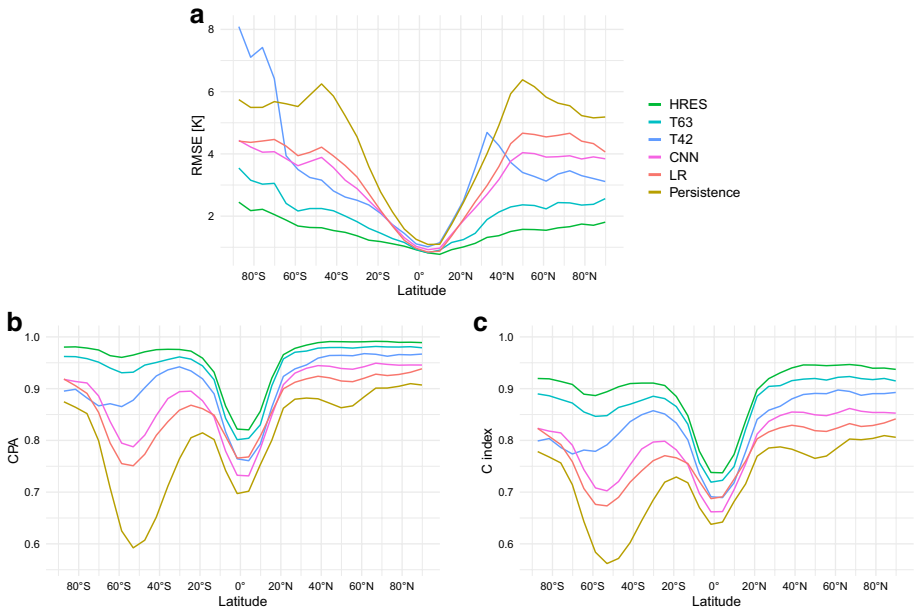 a
8
6
4
2
RMSE [K]
80°S 60°S 40°S 20°S 0° 20°N 40°N 60°N 80°N
Latitude
HRES
T63
T42
CNN
LR
Persistence
b
1.0
0.9
0.8
0.7
0.6
CPA
80°S 60°S 40°S 20°S 0° 20°N 40°N 60°N 80°N
Latitude
c
1.0
0.9
0.8
0.7
0.6
C index
80°S 60°S 40°S 20°S 0° 20°N 40°N 60°N 80°N
Latitude